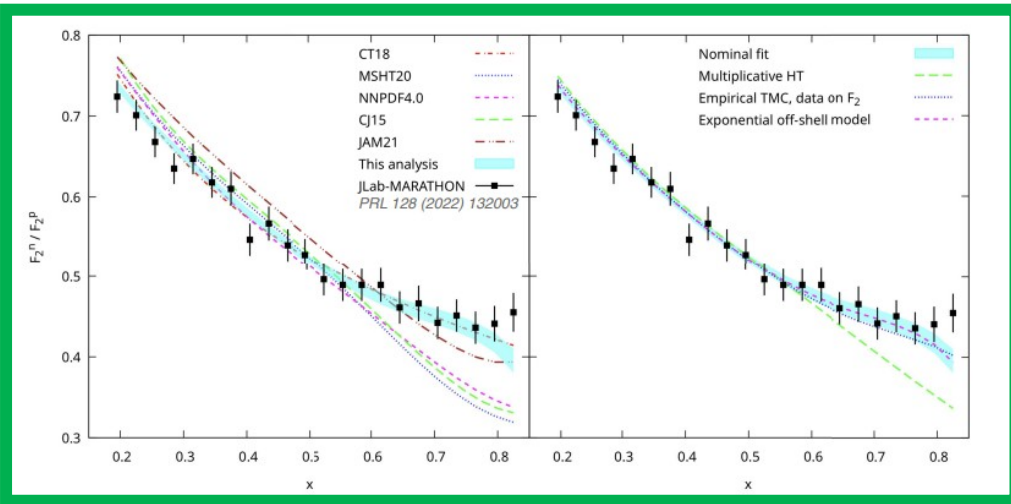 0.8
0.7
0.6
0.5
0.4
0.3
F₂ⁿ / F₂ᵖ
CT18
MSHT20
NNPDF4.0
CJ15
JAM21
This analysis
JLab-MARATHON
PRL 128 (2022) 132003
0.2 0.3 0.4 0.5 0.6 0.7 0.8
x
Nominal fit
Multiplicative HT
Empirical TMC, data on F₂
Exponential off-shell model
0.2 0.3 0.4 0.5 0.6 0.7 0.8
x